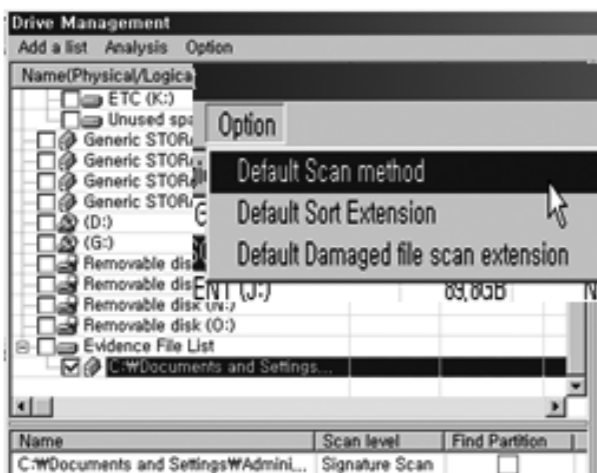 Drive Management
Add a list Analysis Option
Name(Physical/Logica
ETC (K:)
Unused spa
Generic STOR
Generic STOR
Generic STOR
Generic STOR
(D:)
(G:)
Removable dis
Removable dis
Removable disk (N:)
Removable disk (O:)
Evidence File List
C:₩Documents and Settings...
Option
Default Scan method
Default Sort Extension
Default Damaged file scan extension
ENT (J:) 89,8GB N
Name Scan level Find Partition
C:₩Documents and Settings₩Admini... Signature Scan